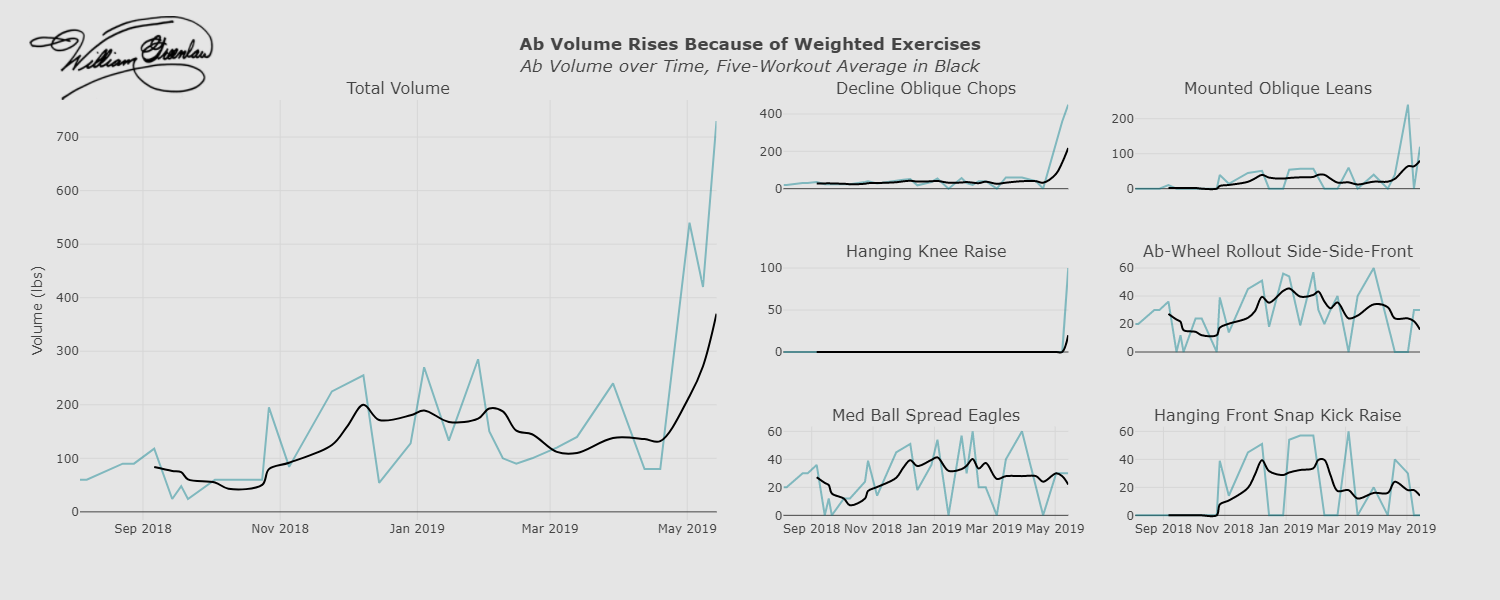 William Greenlaw
Ab Volume Rises Because of Weighted Exercises
Ab Volume over Time, Five-Workout Average in Black
Total Volume
Volume (lbs)
700
600
500
400
300
200
100
0
Sep 2018 Nov 2018 Jan 2019 Mar 2019 May 2019
Decline Oblique Chops
400
200
0
Mounted Oblique Leans
200
100
0
Hanging Knee Raise
100
50
0
Ab-Wheel Rollout Side-Side-Front
60
40
20
0
Med Ball Spread Eagles
60
40
20
0
Sep 2018 Nov 2018 Jan 2019 Mar 2019 May 2019
Hanging Front Snap Kick Raise
60
40
20
0
Sep 2018 Nov 2018 Jan 2019 Mar 2019 May 2019